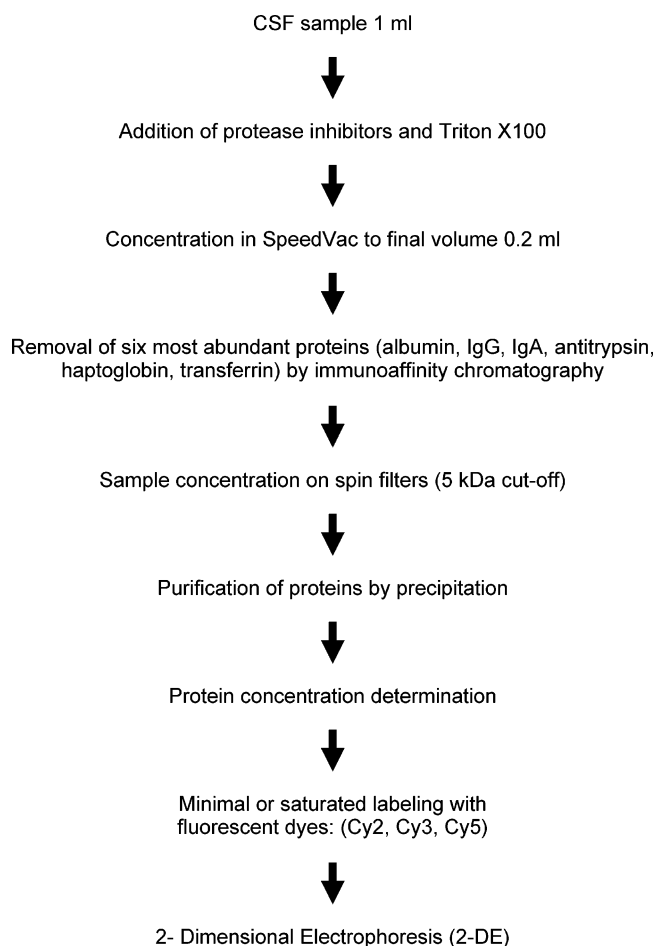 CSF sample 1 ml
Addition of protease inhibitors and Triton X100
Concentration in SpeedVac to final volume 0.2 ml
Removal of six most abundant proteins (albumin, IgG, IgA, antitrypsin,
haptoglobin, transferrin) by immunoaffinity chromatography
Sample concentration on spin filters (5 kDa cut-off)
Purification of proteins by precipitation
Protein concentration determination
Minimal or saturated labeling with
fluorescent dyes: (Cy2, Cy3, Cy5)
2- Dimensional Electrophoresis (2-DE)